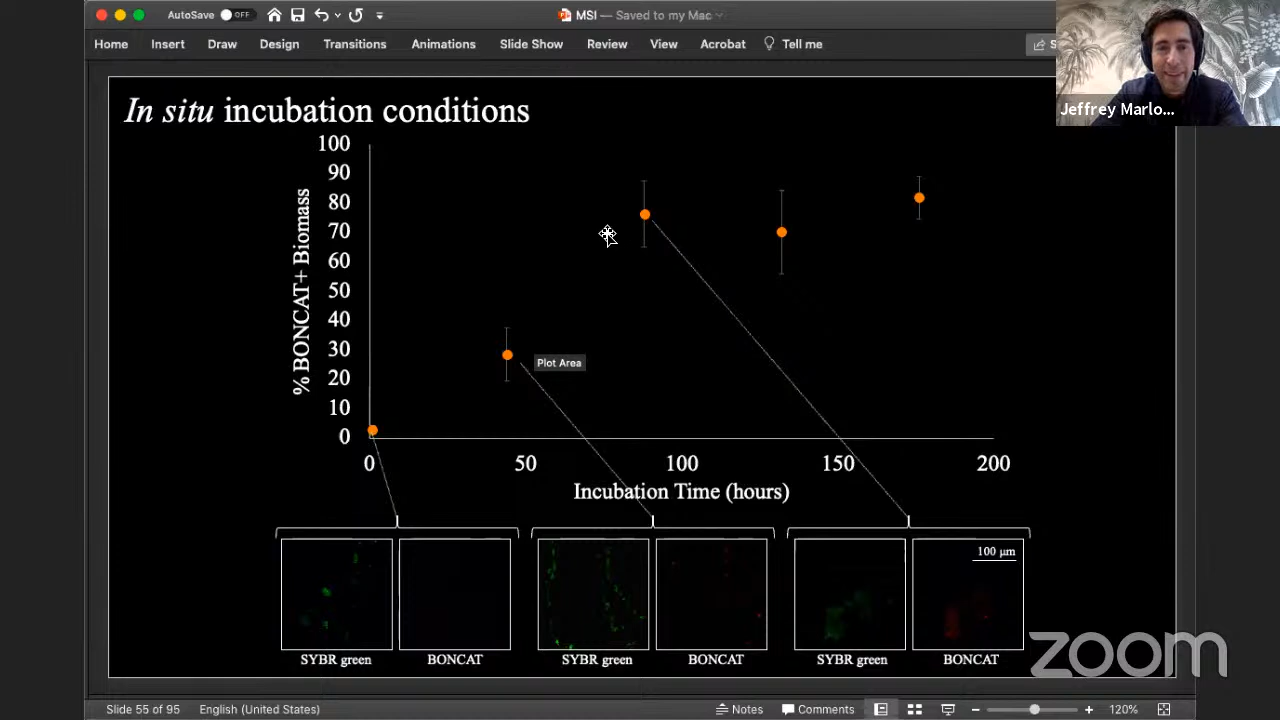 AutoSave OFF
MSI — Saved to my Mac
Home Insert Draw Design Transitions Animations Slide Show Review View Acrobat Tell me
S
Jeffrey Marlo...
In situ incubation conditions
% BONCAT+ Biomass
100
90
80
70
60
50
40
30
20
10
0
Plot Area
0 50 100 150 200
Incubation Time (hours)
100 μm
SYBR green BONCAT SYBR green BONCAT SYBR green BONCAT
zoom
Slide 55 of 95 English (United States) Notes Comments 120%